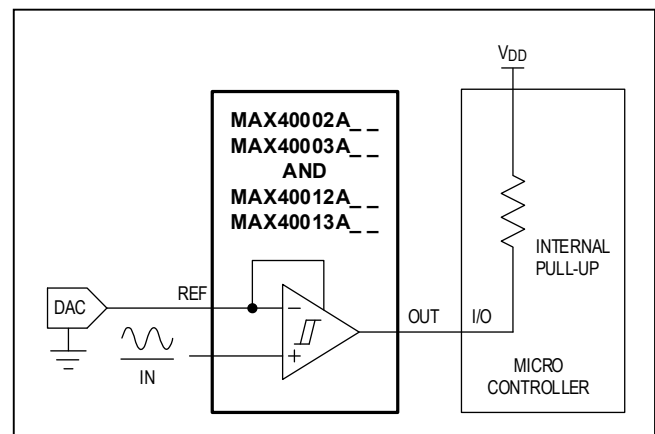 VDD
MAX40002A_ _
MAX40003A_ _
AND
MAX40012A_ _
MAX40013A_ _
INTERNAL
PULL-UP
DAC
REF
−
+
IN
OUT
I/O
MICRO
CONTROLLER